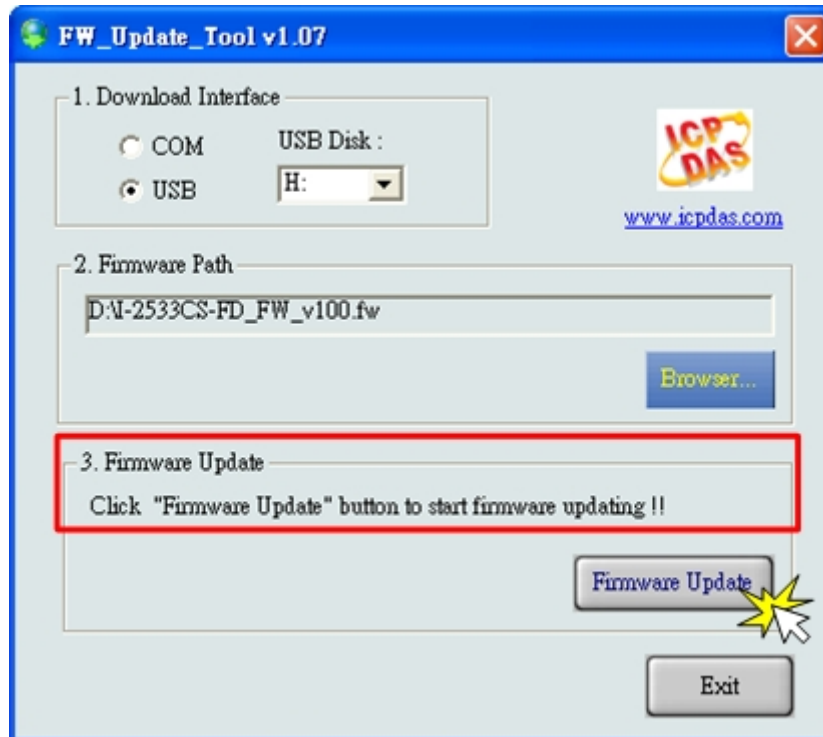 FW_Update_Tool v1.07
1. Download Interface
COM
USB Disk :
USB
H:
ICP
DAS
www.icpdas.com
2. Firmware Path
D:\I-2533CS-FD_FW_v100.fw
Browser...
3. Firmware Update
Click "Firmware Update" button to start firmware updating !!
Firmware Update
Exit